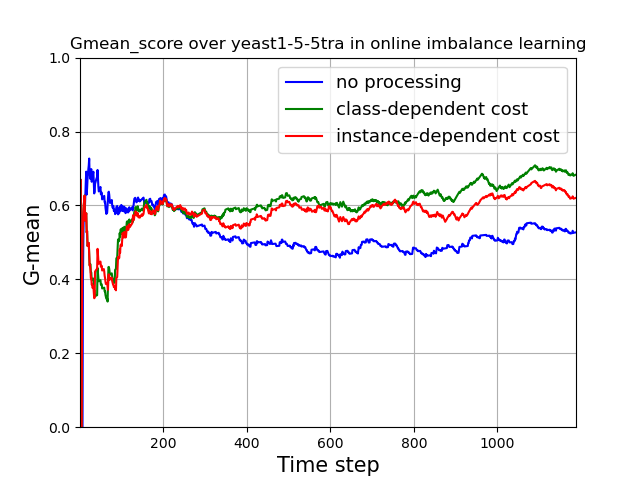 Gmean_score over yeast1-5-5tra in online imbalance learning
1.0
0.8
0.6
0.4
0.2
0.0
G-mean
no processing
class-dependent cost
instance-dependent cost
200 400 600 800 1000
Time step